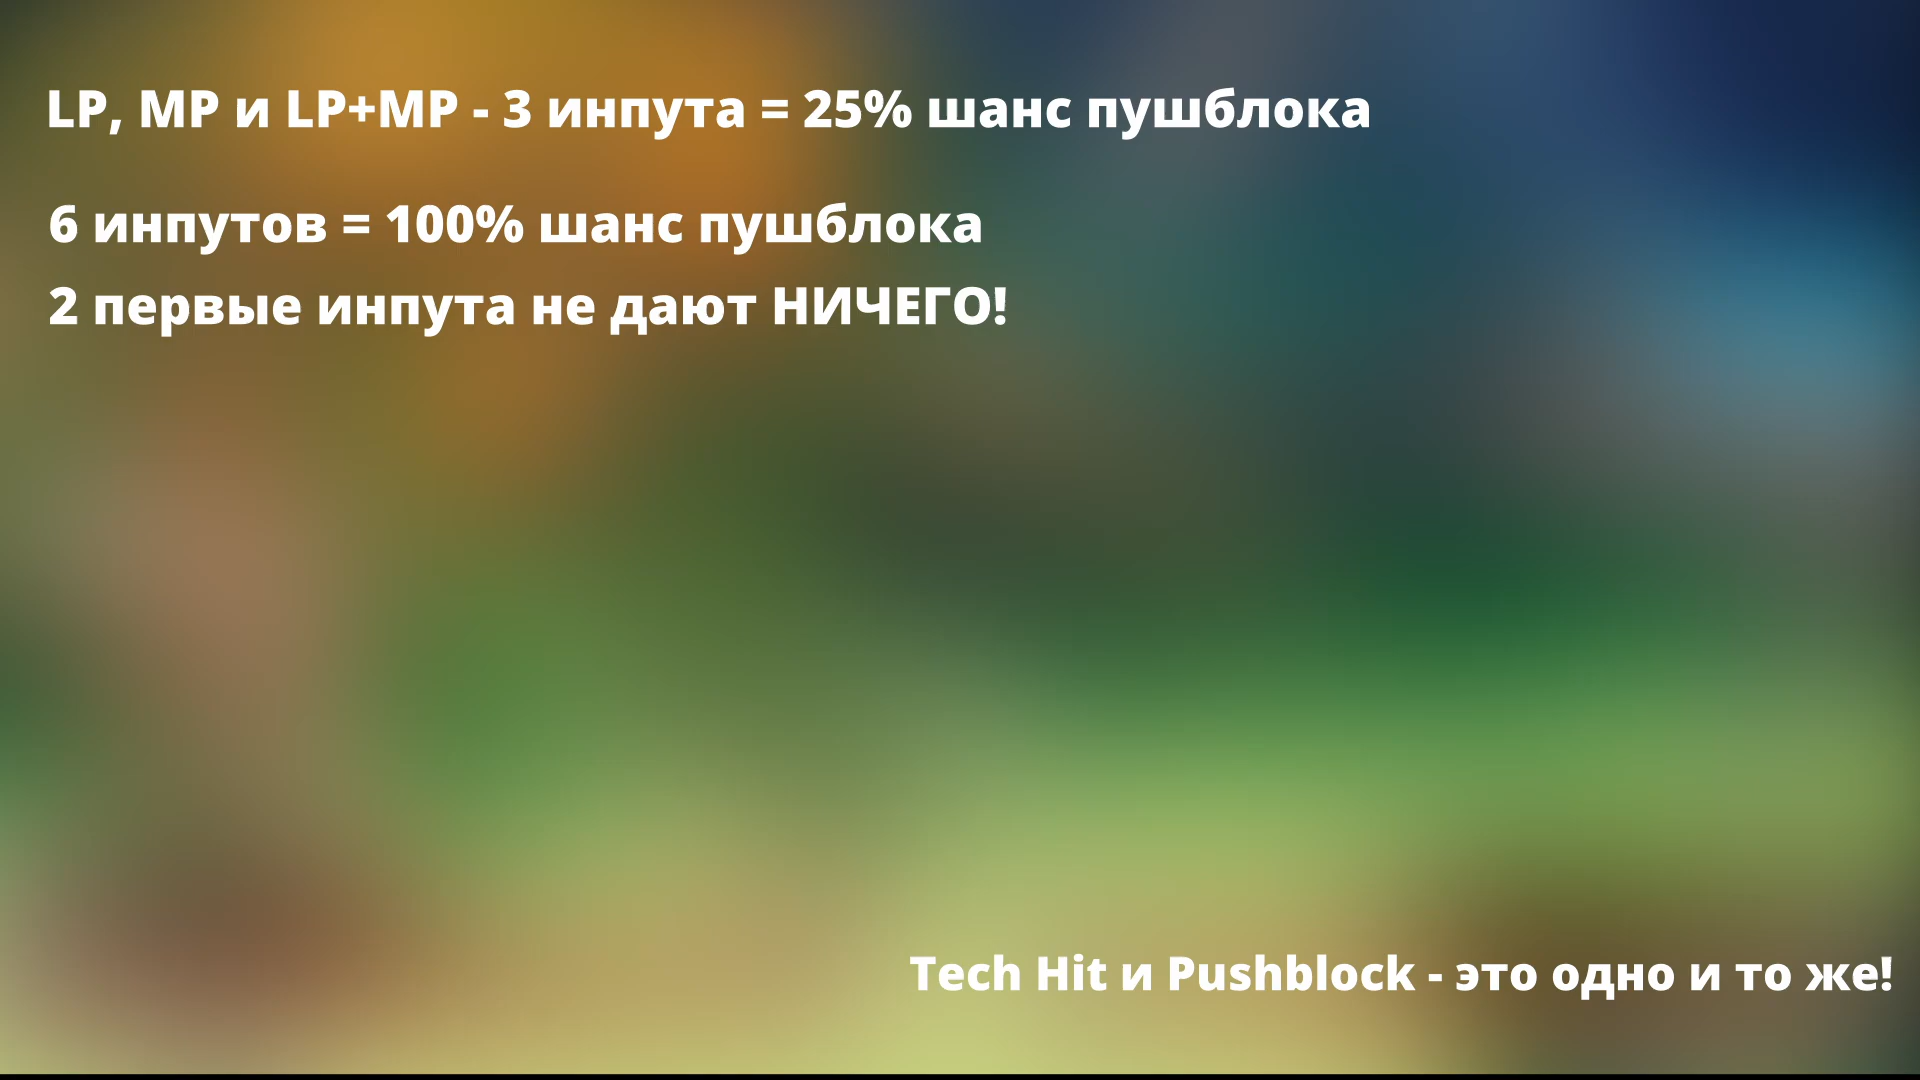 LP, MP и LP+MP - 3 инпута = 25% шанс пушблока
6 инпутов = 100% шанс пушблока
2 первые инпута не дают НИЧЕГО!
Tech Hit и Pushblock - это одно и то же!